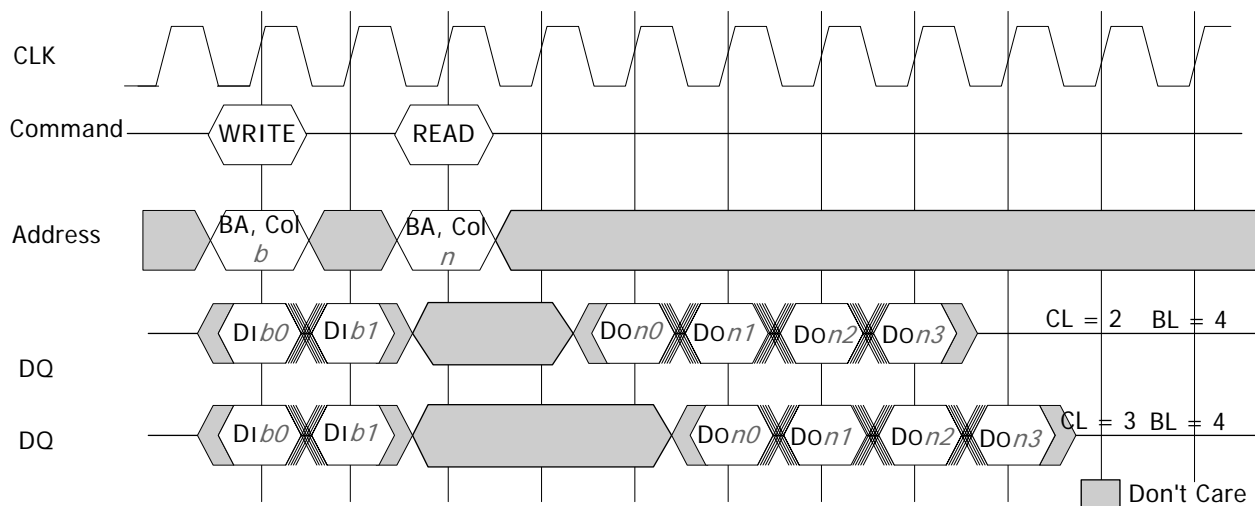 CLK
Command
WRITE
READ
Address
BA, Col
b
BA, Col
n
DQ
DIb0
DIb1
DOn0
DOn1
DOn2
DOn3
CL = 2 BL = 4
DQ
DIb0
DIb1
DOn0
DOn1
DOn2
DOn3
CL = 3 BL = 4
Don't Care